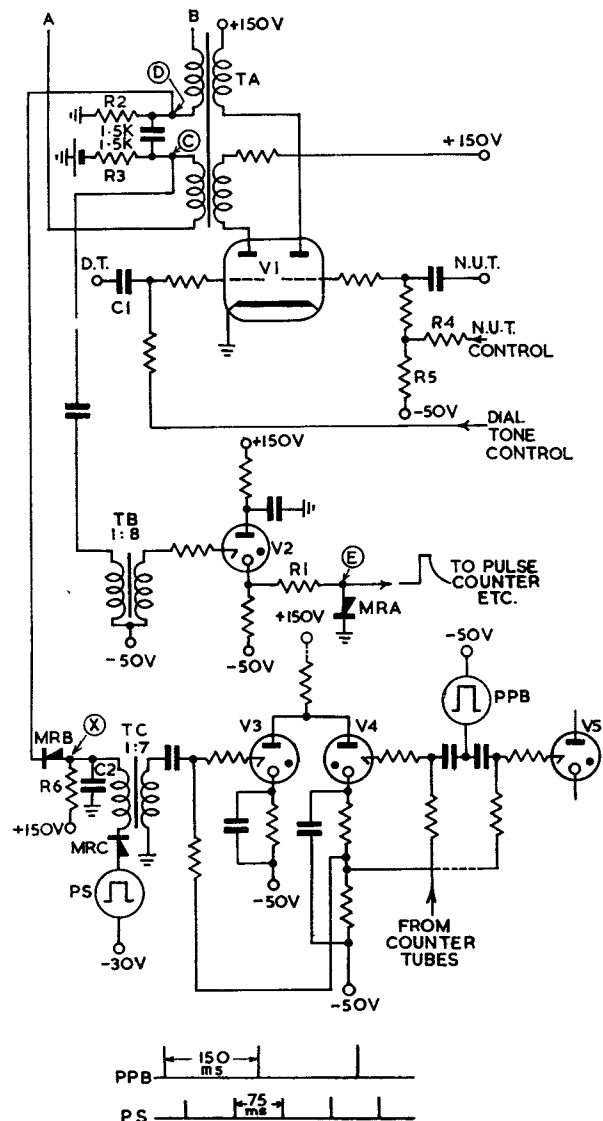 A
B
+150V
D
TA
R2
1·5K
1·5K
C
R3
+150V
D.T.
V1
N.U.T.
C1
R4
N.U.T.
CONTROL
R5
-50V
DIAL
TONE
CONTROL
+150V
TB
1:8
V2
R1
E
TO PULSE
COUNTER
ETC.
MRA
-50V
-50V
+150V
-50V
PPB
MRB
X
TC
1:7
V3
V4
V5
C2
R6
+150V
MRC
PS
-50V
FROM
COUNTER
TUBES
-30V
-50V
150
ms
PPB
75
ms
PS